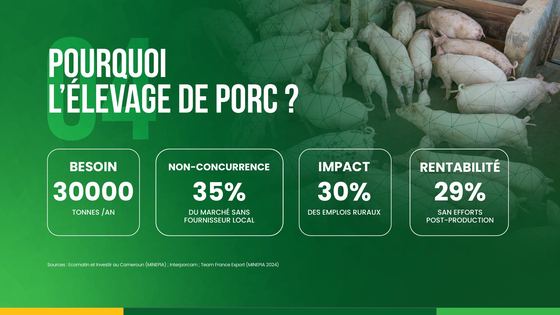 04
POURQUOI
L'ÉLEVAGE DE PORC ?
BESOIN
30000
TONNES /AN
NON-CONCURRENCE
35%
DU MARCHÉ SANS
FOURNISSEUR LOCAL
IMPACT
30%
DES EMPLOIS RURAUX
RENTABILITÉ
29%
SAN EFFORTS
POST-PRODUCTION
Sources : Ecomatin et Investir au Cameroun (MINEPIA) ; Interporcam ; Team France Export (MINEPIA 2024)